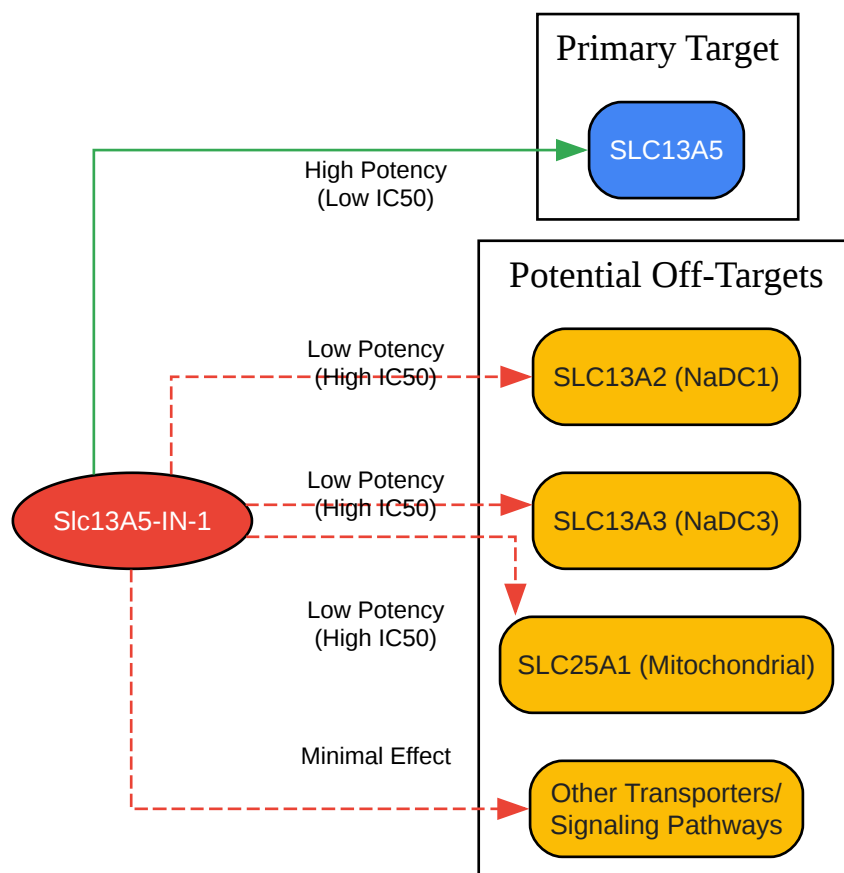 Primary Target
SLC13A5
High Potency
(Low IC50)
Potential Off-Targets
Low Potency
(High IC50)
SLC13A2 (NaDC1)
Low Potency
(High IC50)
SLC13A3 (NaDC3)
Slc13A5-IN-1
Low Potency
(High IC50)
SLC25A1 (Mitochondrial)
Minimal Effect
Other Transporters/
Signaling Pathways